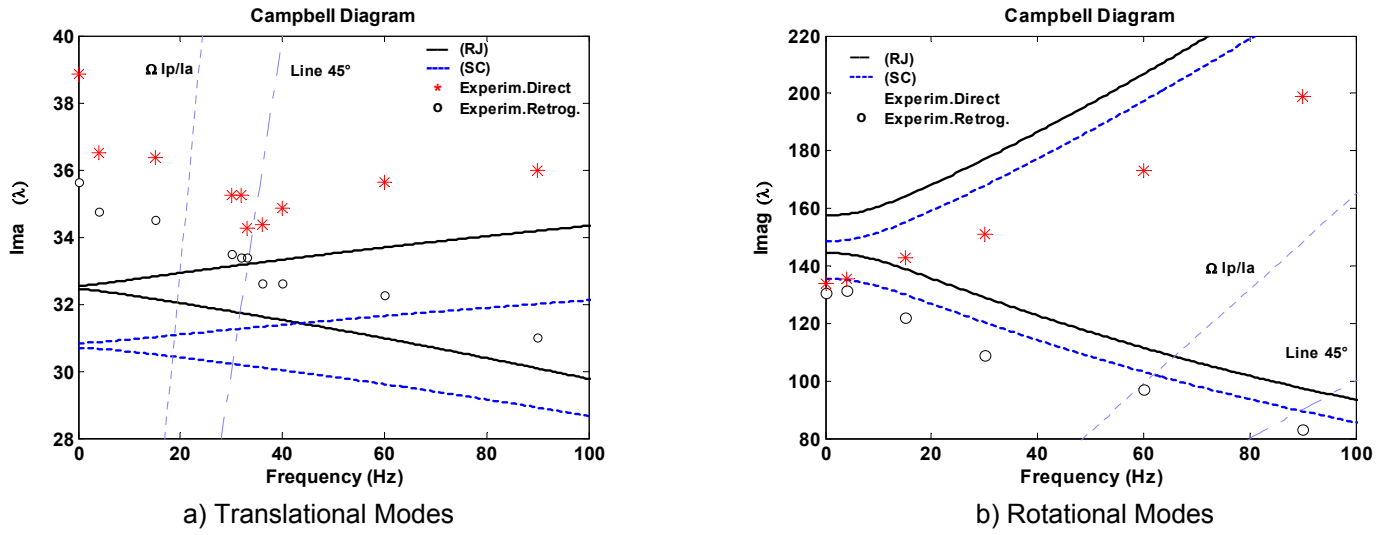 Campbell Diagram
40
38
36
34
32
30
28
Ima (λ)
Ω Ip/Ia
Line 45°
(RJ)
(SC)
Experim.Direct
Experim.Retrog.
0 20 40 60 80 100
Frequency (Hz)
a) Translational Modes
Campbell Diagram
220
200
180
160
140
120
100
80
Imag (λ)
(RJ)
(SC)
Experim.Direct
Experim.Retrog.
Ω Ip/Ia
Line 45°
0 20 40 60 80 100
Frequency (Hz)
b) Rotational Modes